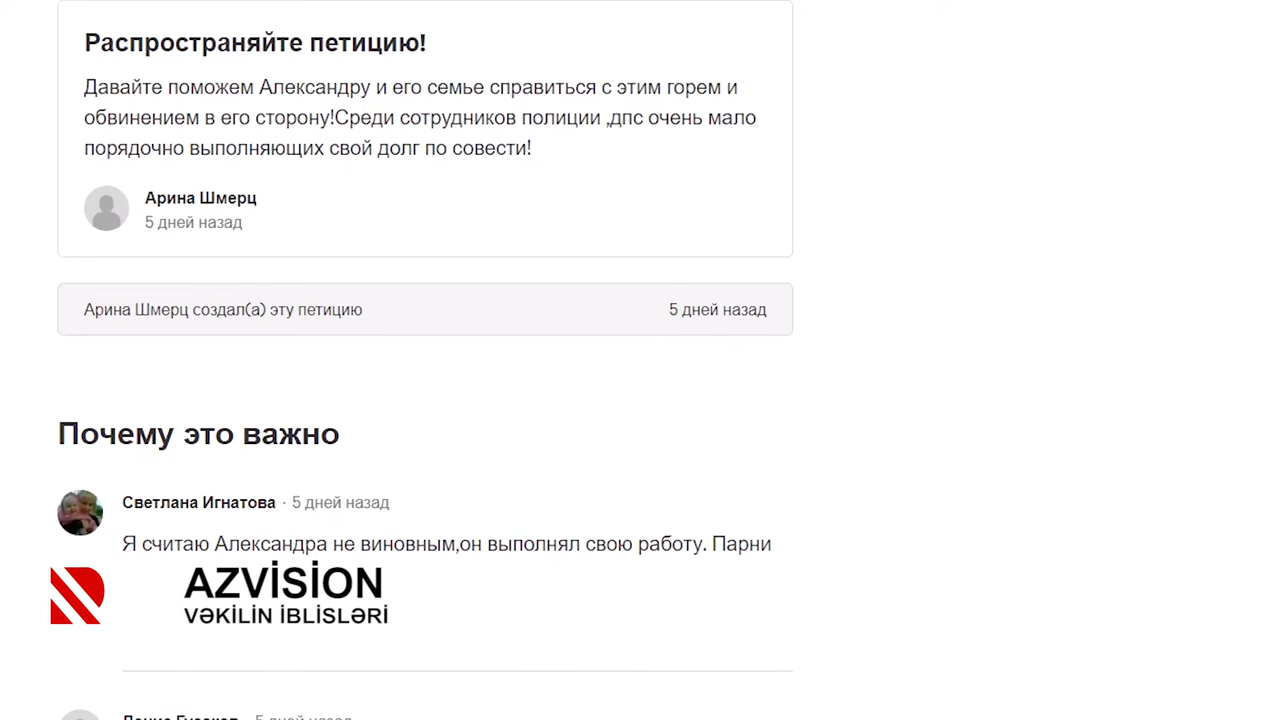 Распространяйте петицию!
Давайте поможем Александру и его семье справиться с этим горем и
обвинением в его сторону!Среди сотрудников полиции ,дпс очень мало
порядочно выполняющих свой долг по совести!
Арина Шмерц
5 дней назад
Арина Шмерц создал(а) эту петицию 5 дней назад
Почему это важно
Светлана Игнатова · 5 дней назад
Я считаю Александра не виновным,он выполнял свою работу. Парни
AZVİSİON
VƏKİLİN İBLİSLƏRİ
5 дней назад